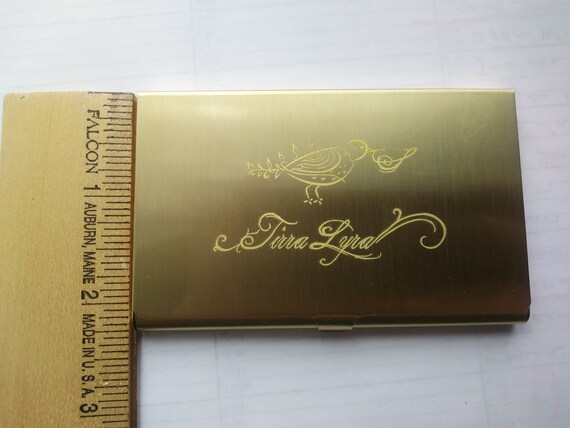 FALCON
AUBURN, MAINE
MADE IN U.S.A.
1
2
3
Tirra Lyra